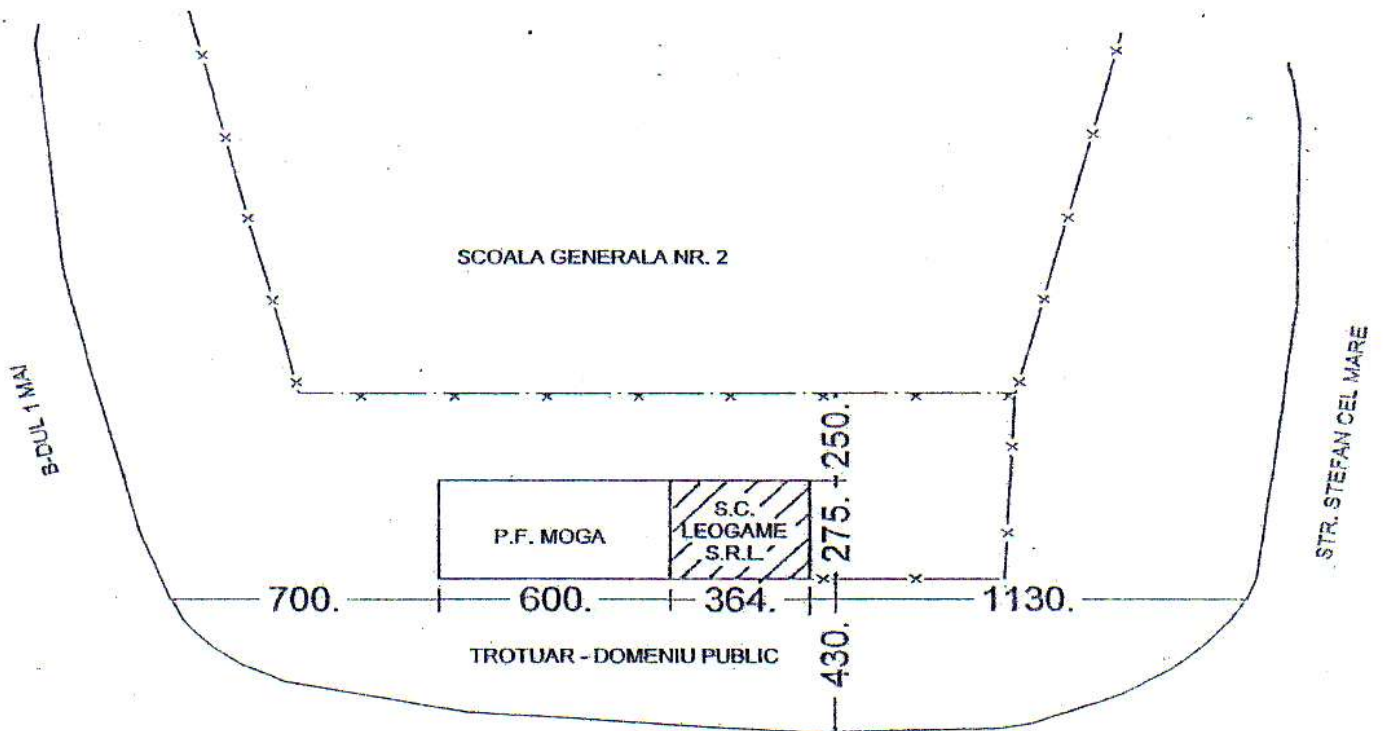 SCOALA GENERALA NR. 2
B-DUL 1 MAI
STR. STEFAN CEL MARE
250.
275.
P.F. MOGA
S.C.
LEOGAME
S.R.L.
700.
600.
364.
1130.
430.
TROTUAR - DOMENIU PUBLIC